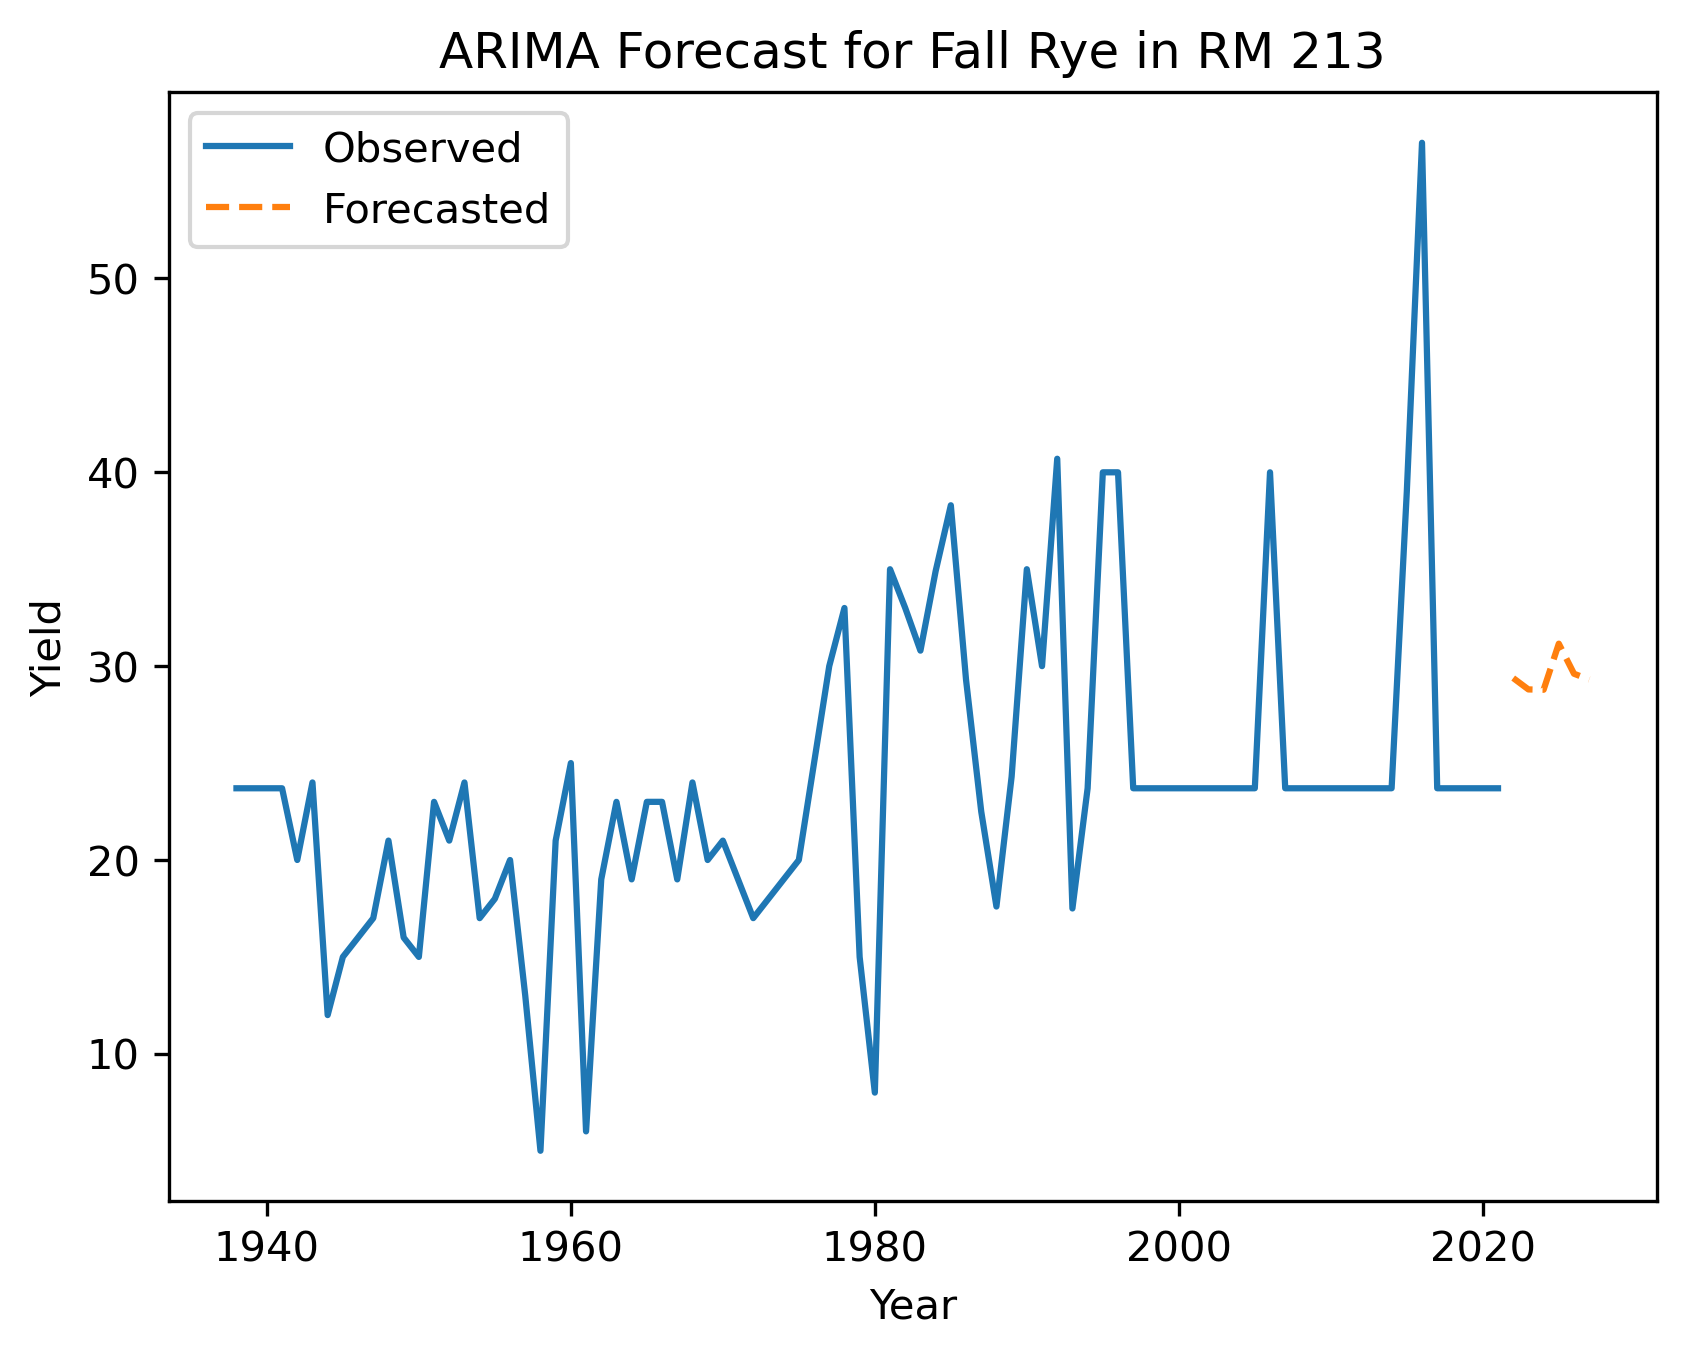 ARIMA Forecast for Fall Rye in RM 213
Observed
Forecasted
50
40
30
20
10
Yield
1940 1960 1980 2000 2020
Year